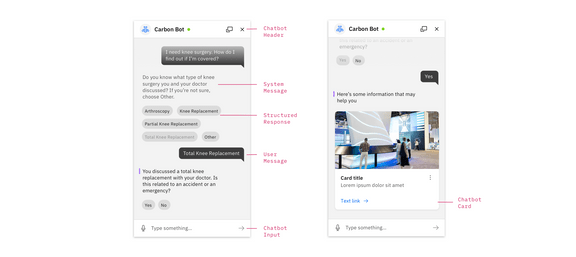 Carbon Bot
Chatbot
Header
I need knee surgery. How do I
find out if I'm covered?
Do you know what type of knee
surgery you and your doctor
discussed? If you're not sure,
choose Other.
System
Message
Arthroscopy
Knee Replacement
Structured
Response
Partial Knee Replacement
Total Knee Replacement
Other
Total Knee Replacement
User
Message
You discussed a total knee
replacement with your doctor. Is
this related to an accident or an
emergency?
Yes
No
Type something...
Chatbot
Input
Carbon Bot
emergency?
Yes
No
Yes
Here's some information that may
help you
Card title
Lorem ipsum dolor sit amet
Text link
Chatbot
Card
Type something...